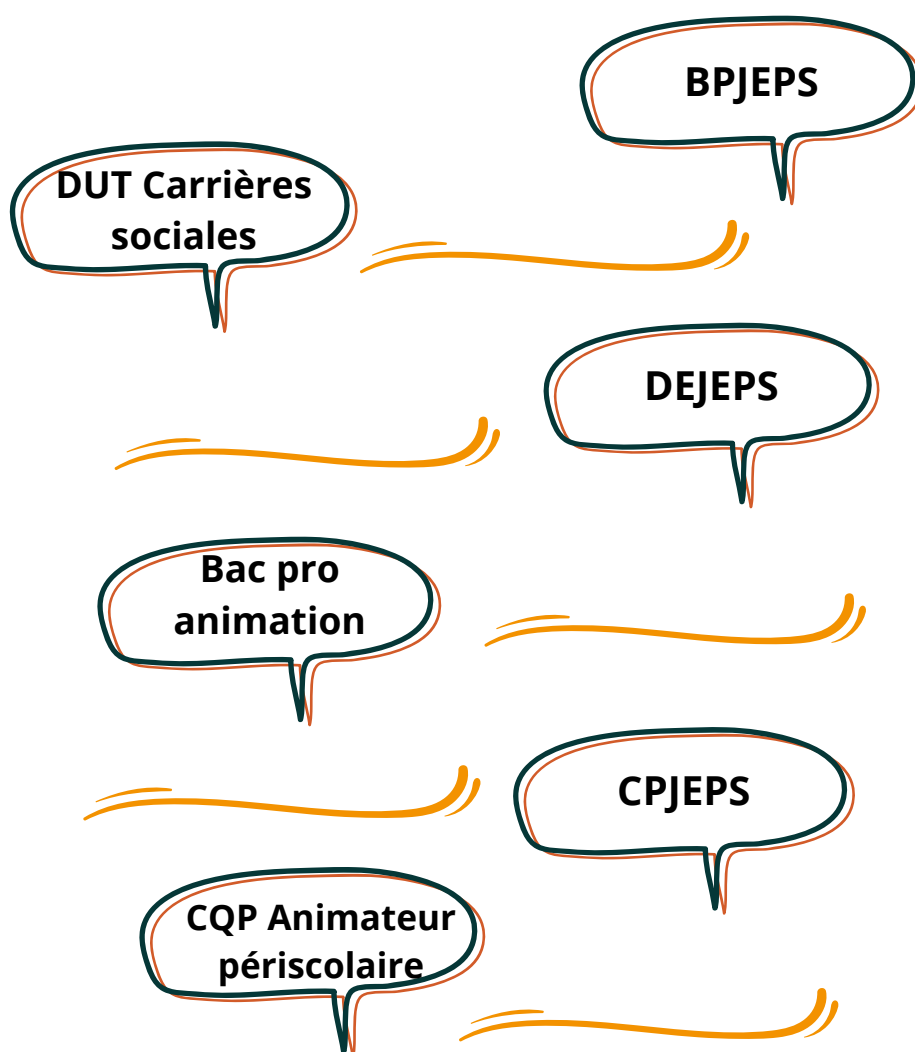 BPJEPS
DUT Carrières
sociales
DEJEPS
Bac pro
animation
CPJEPS
CQP Animateur
périscolaire